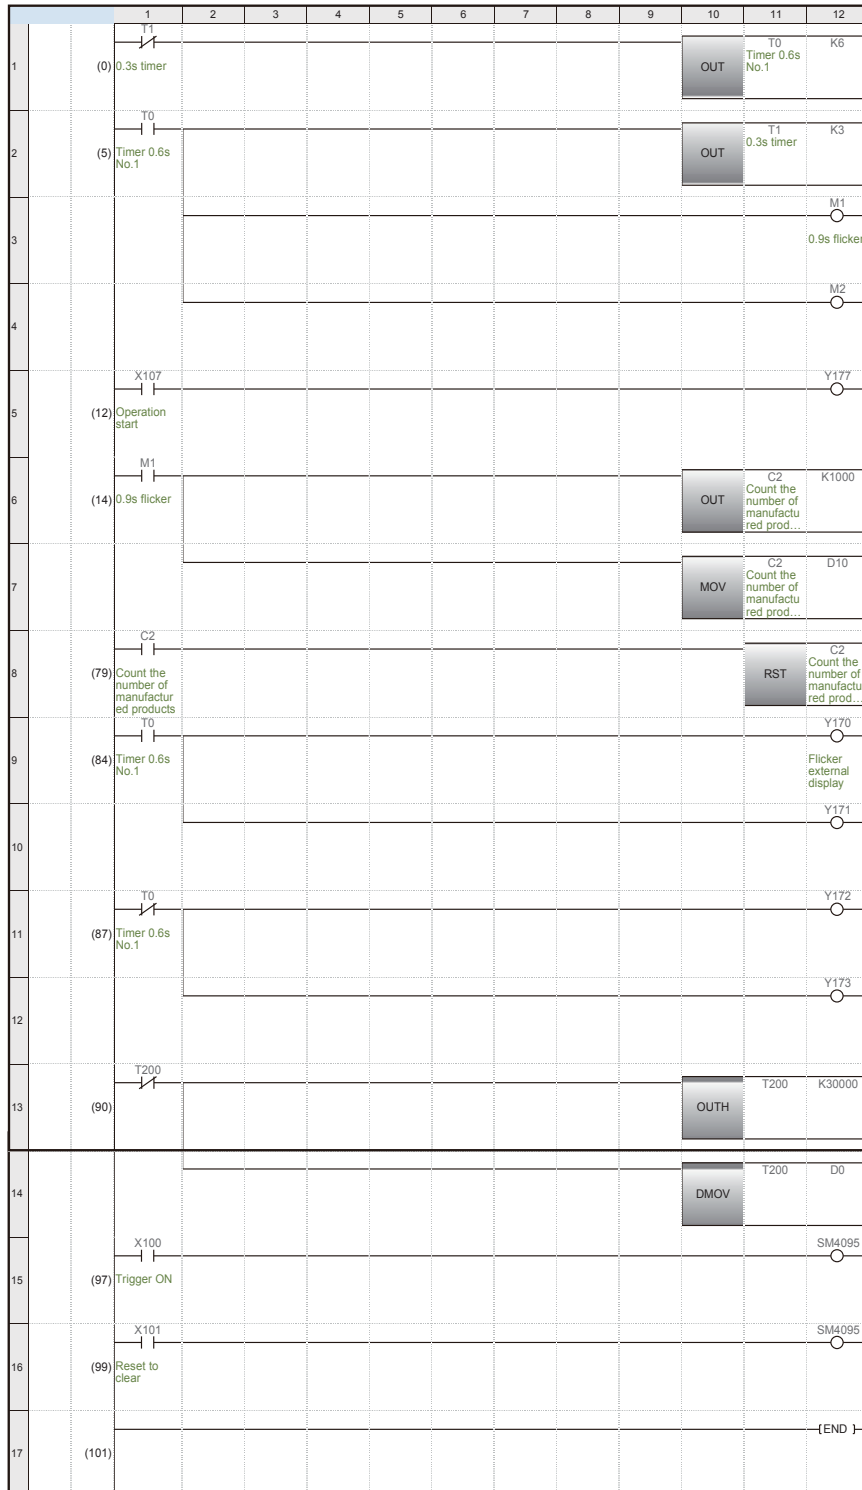 1 2 3 4 5 6 7 8 9 10 11 12
T1
1 (0) 0.3s timer
OUT
T0 K6
Timer 0.6s
No.1
T0
2 (5) Timer 0.6s
No.1
OUT
T1 K3
0.3s timer
M1
3
0.9s flicker
M2
4
X107
Y177
5 (12) Operation
start
M1
6 (14) 0.9s flicker
OUT
C2 K1000
Count the
number of
manufactu
red prod…
7
MOV
C2 D10
Count the
number of
manufactu
red prod…
C2
8 (79) Count the
number of
manufactur
ed products
RST
C2
Count the
number of
manufactu
red prod…
T0
Y170
9 (84) Timer 0.6s
No.1
Flicker
external
display
Y171
10
T0
Y172
11 (87) Timer 0.6s
No.1
Y173
12
T200
13 (90)
OUTH
T200 K30000
14
DMOV
T200 D0
X100
SM4095
15 (97) Trigger ON
X101
SM4095
16 (99) Reset to
clear
{END }
17 (101)